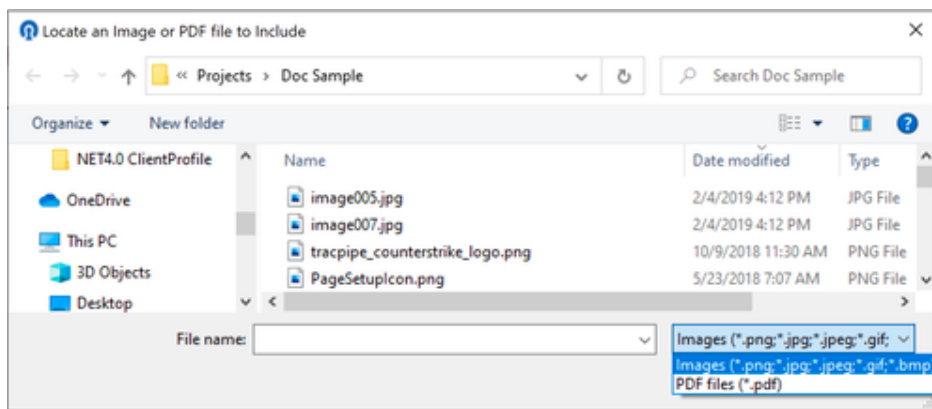 Locate an Image or PDF file to Include
« Projects › Doc Sample
Search Doc Sample
Organize New folder
NET4.0 ClientProfile
OneDrive
This PC
3D Objects
Desktop
Name Date modified Type
image005.jpg 2/4/2019 4:12 PM JPG File
image007.jpg 2/4/2019 4:12 PM JPG File
tracpipe_counterstrike_logo.png 10/9/2018 11:30 AM PNG File
PageSetupIcon.png 5/23/2018 7:07 AM PNG File
File name:
Images (*.png;*.jpg;*.jpeg;*.gif;
Images (*.png;*.jpg;*.jpeg;*.gif;*.bmp
PDF files (*.pdf)